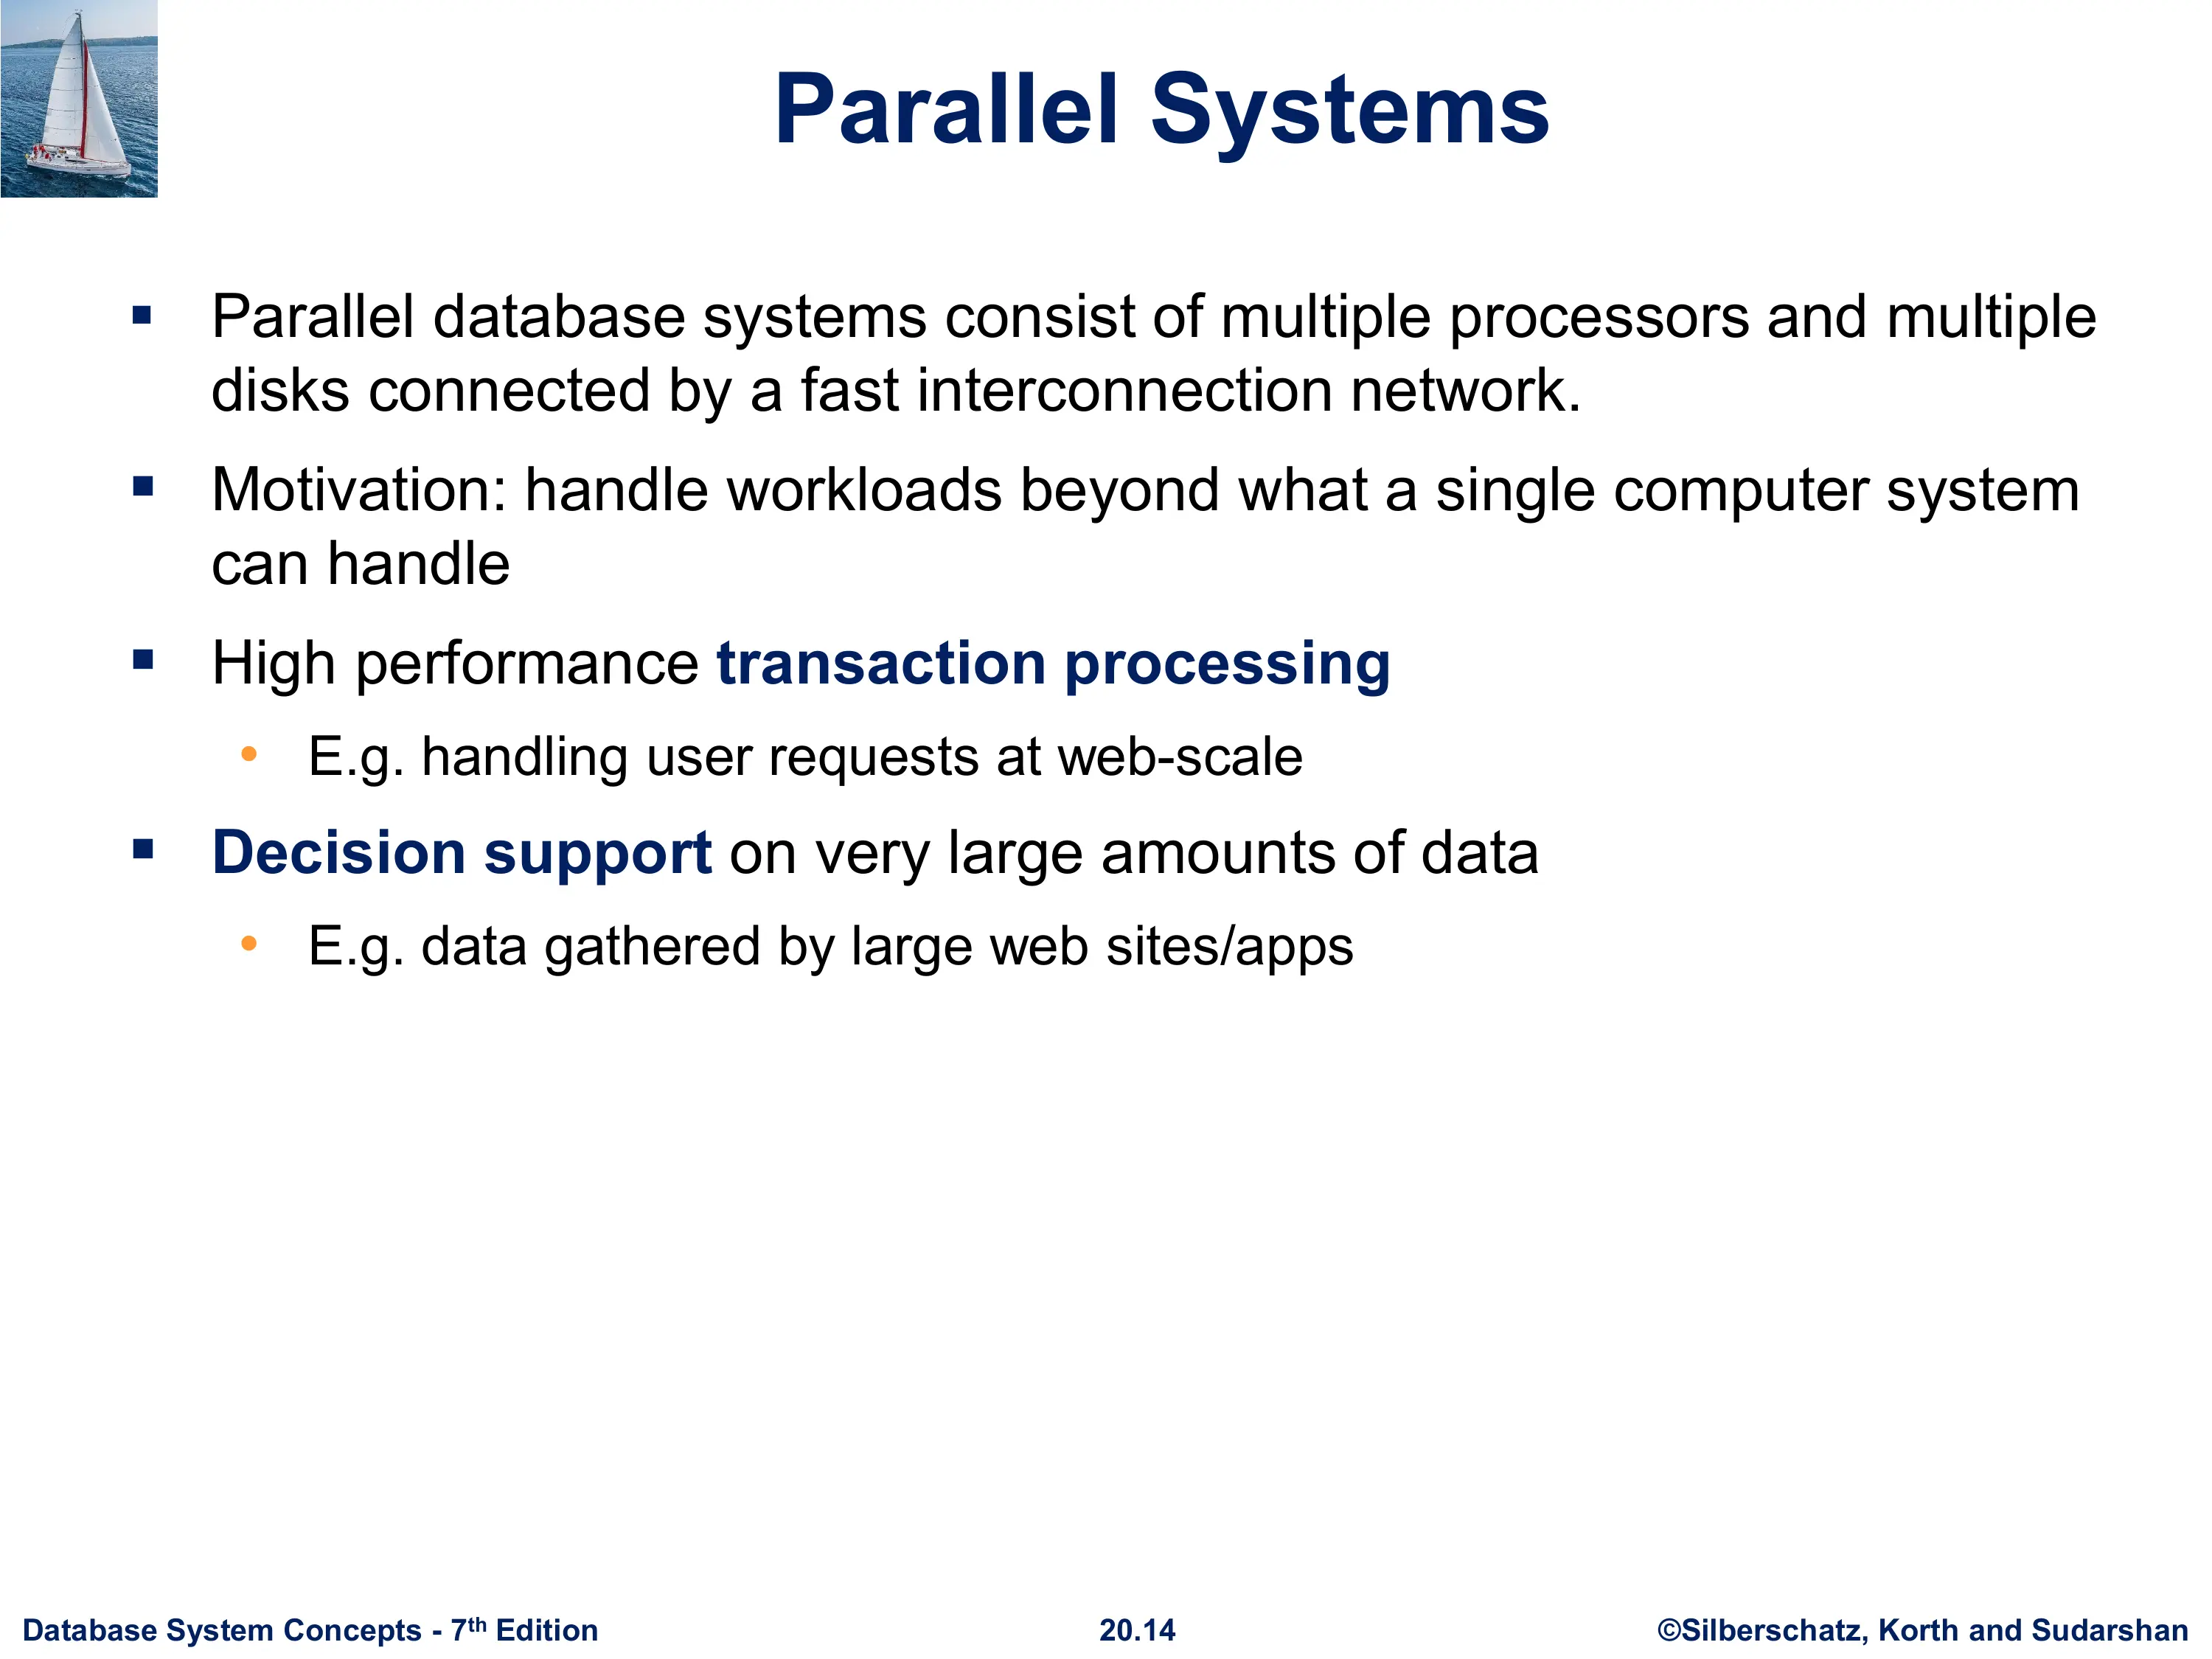 Parallel Systems
▪ Parallel database systems consist of multiple processors and multiple
disks connected by a fast interconnection network.
▪ Motivation: handle workloads beyond what a single computer system
can handle
▪ High performance transaction processing
• E.g. handling user requests at web-scale
▪ Decision support on very large amounts of data
• E.g. data gathered by large web sites/apps
Database System Concepts - 7th Edition 20.14 ©Silberschatz, Korth and Sudarshan